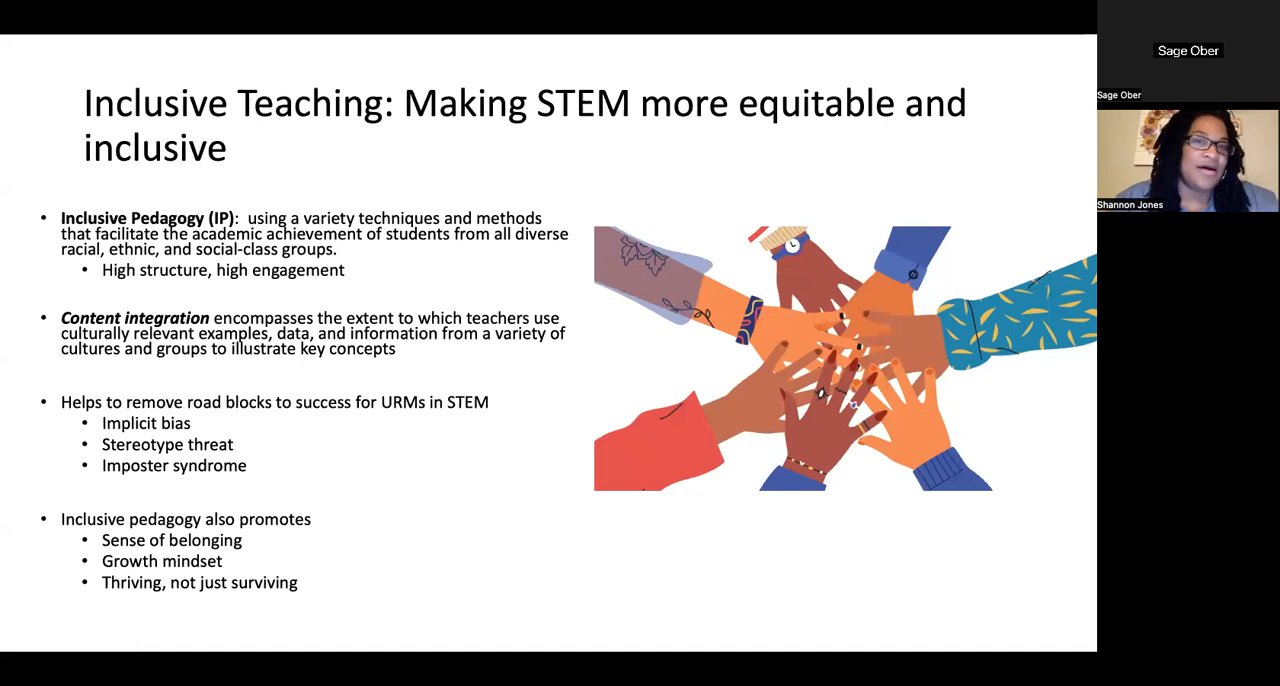 Inclusive Teaching: Making STEM more equitable and
inclusive
• Inclusive Pedagogy (IP): using a variety techniques and methods
that facilitate the academic achievement of students from all diverse
racial, ethnic, and social-class groups.
• High structure, high engagement
• Content integration encompasses the extent to which teachers use
culturally relevant examples, data, and information from a variety of
cultures and groups to illustrate key concepts
• Helps to remove road blocks to success for URMs in STEM
• Implicit bias
• Stereotype threat
• Imposter syndrome
• Inclusive pedagogy also promotes
• Sense of belonging
• Growth mindset
• Thriving, not just surviving
Sage Ober
Sage Ober
Shannon Jones